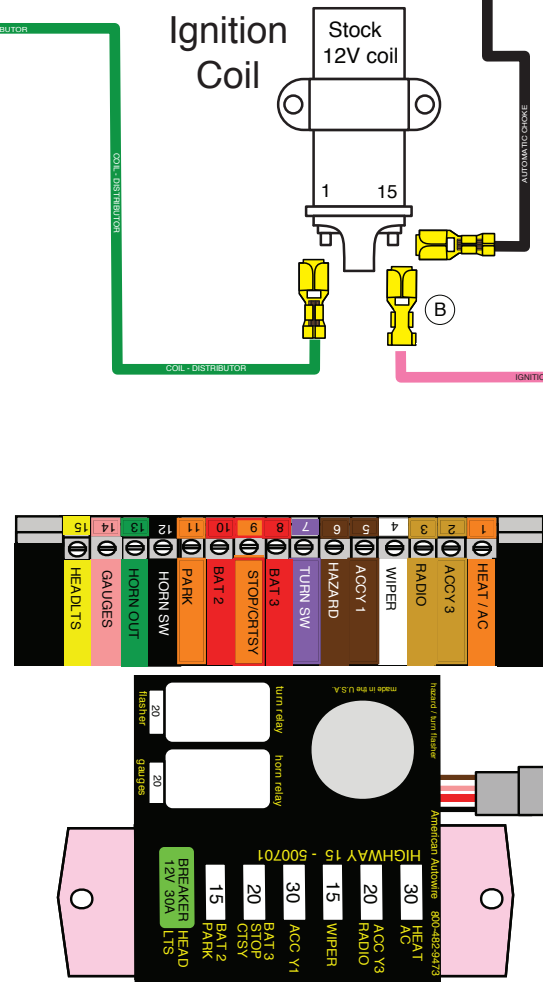 BUTOR
Ignition
Coil
Stock
12V coil
AUTOMATIC CHOKE
COIL - DISTRIBUTOR
1
15
B
COIL - DISTRIBUTOR
IGNITIO
15
14
13
12
11
10
9
8
7
6
5
4
3
2
1
HEADLTS
GAUGES
HORN OUT
HORN SW
PARK
BAT 2
STOP/CRTSY
BAT 3
TURN SW
HAZARD
ACCY 1
WIPER
RADIO
ACCY 3
HEAT / AC
flasher
20
turn relay
made in the U.S.A.
hazard / turn flasher
gauges
20
horn relay
HIGHWAY 15 - 500701
American Autowire 800-482-9473
BREAKER
12V 30A
HEAD
LTS
15
BAT 2
PARK
20
BAT 3
STOP
CTSY
30
ACC Y1
15
WIPER
20
ACC Y3
RADIO
30
HEAT
AC